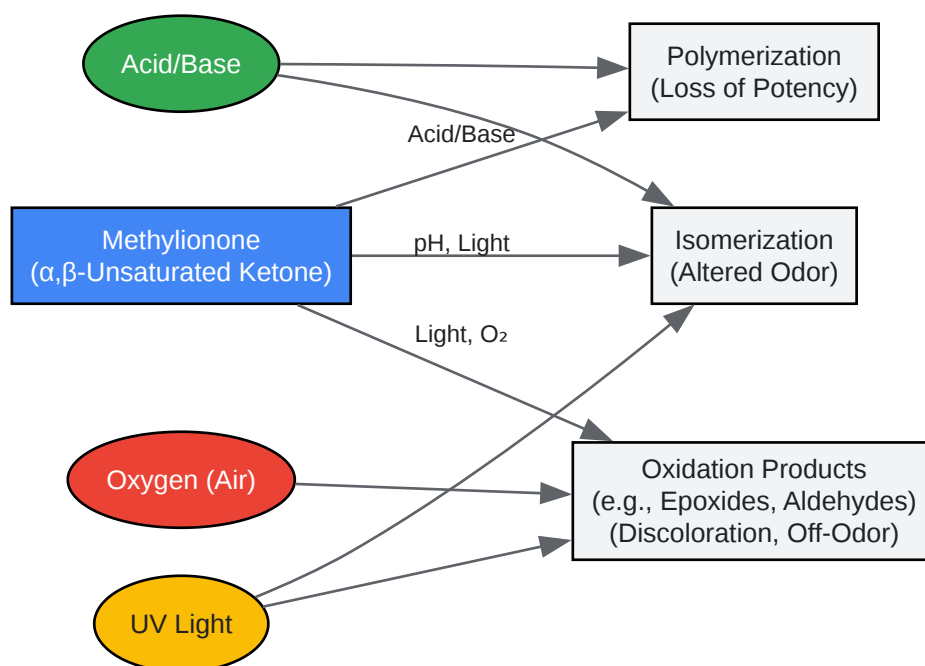 Acid/Base
Polymerization
(Loss of Potency)
Acid/Base
Methylionone
(α,β-Unsaturated Ketone)
pH, Light
Isomerization
(Altered Odor)
Light, O₂
Oxygen (Air)
Oxidation Products
(e.g., Epoxides, Aldehydes)
(Discoloration, Off-Odor)
UV Light